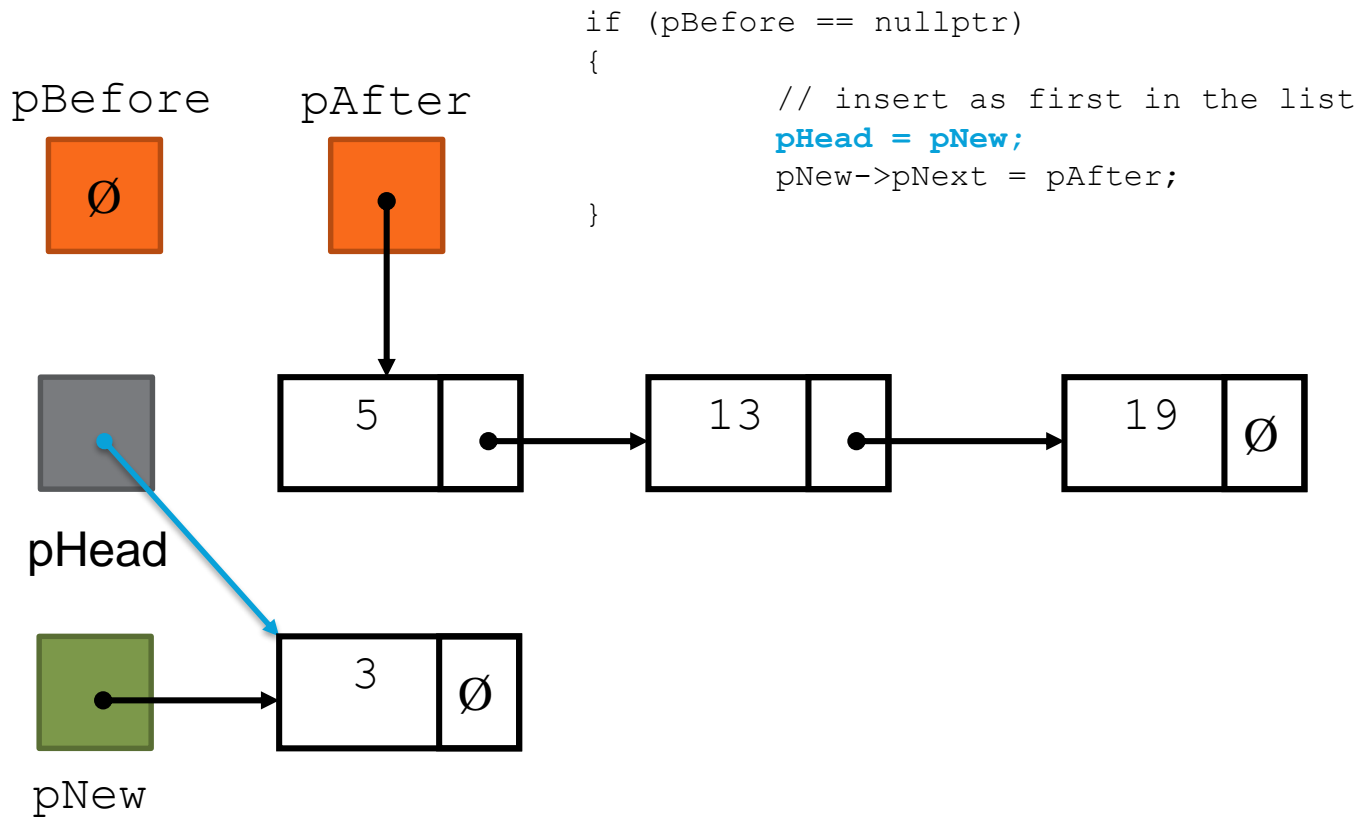 if (pBefore == nullptr)
{
// insert as first in the list
pHead = pNew;
pNew->pNext = pAfter;
}
pBefore pAfter
Ø
5 13 19 Ø
pHead
3 Ø
pNew